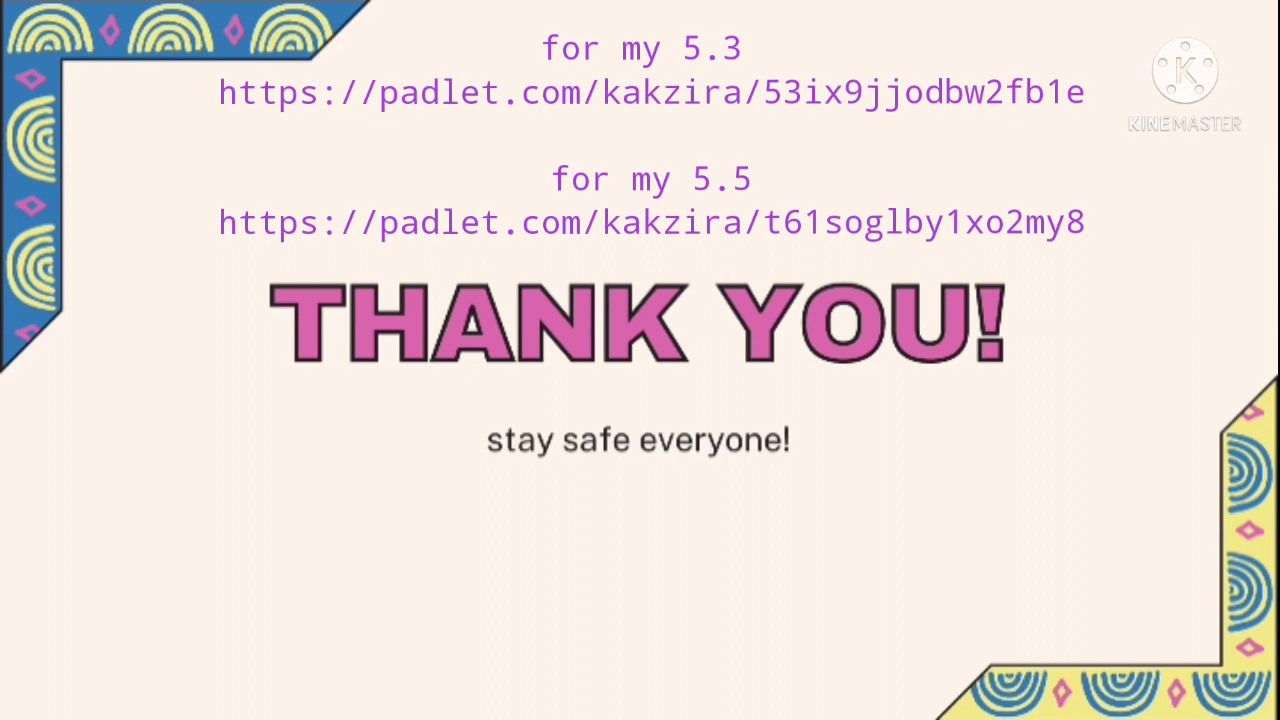 for my 5.3
https://padlet.com/kakzira/53ix9jjodbw2fb1e
K
KINEMASTER
for my 5.5
https://padlet.com/kakzira/t61soglby1xo2my8
THANK YOU!
stay safe everyone!